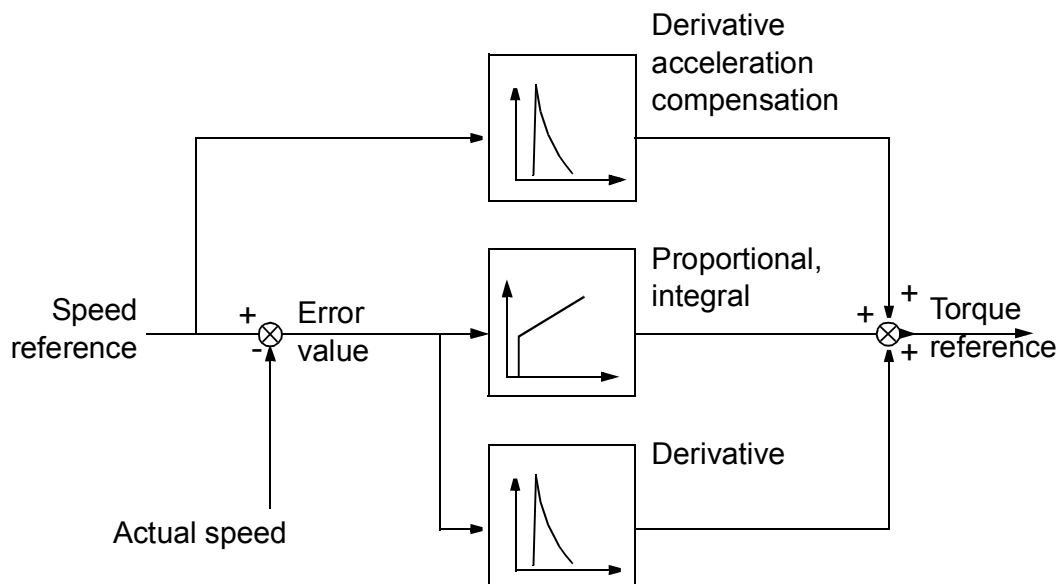 Derivative
acceleration
compensation
Proportional,
integral
Speed
reference
+
-
Error
value
+
+
+
Torque
reference
Derivative
Actual speed